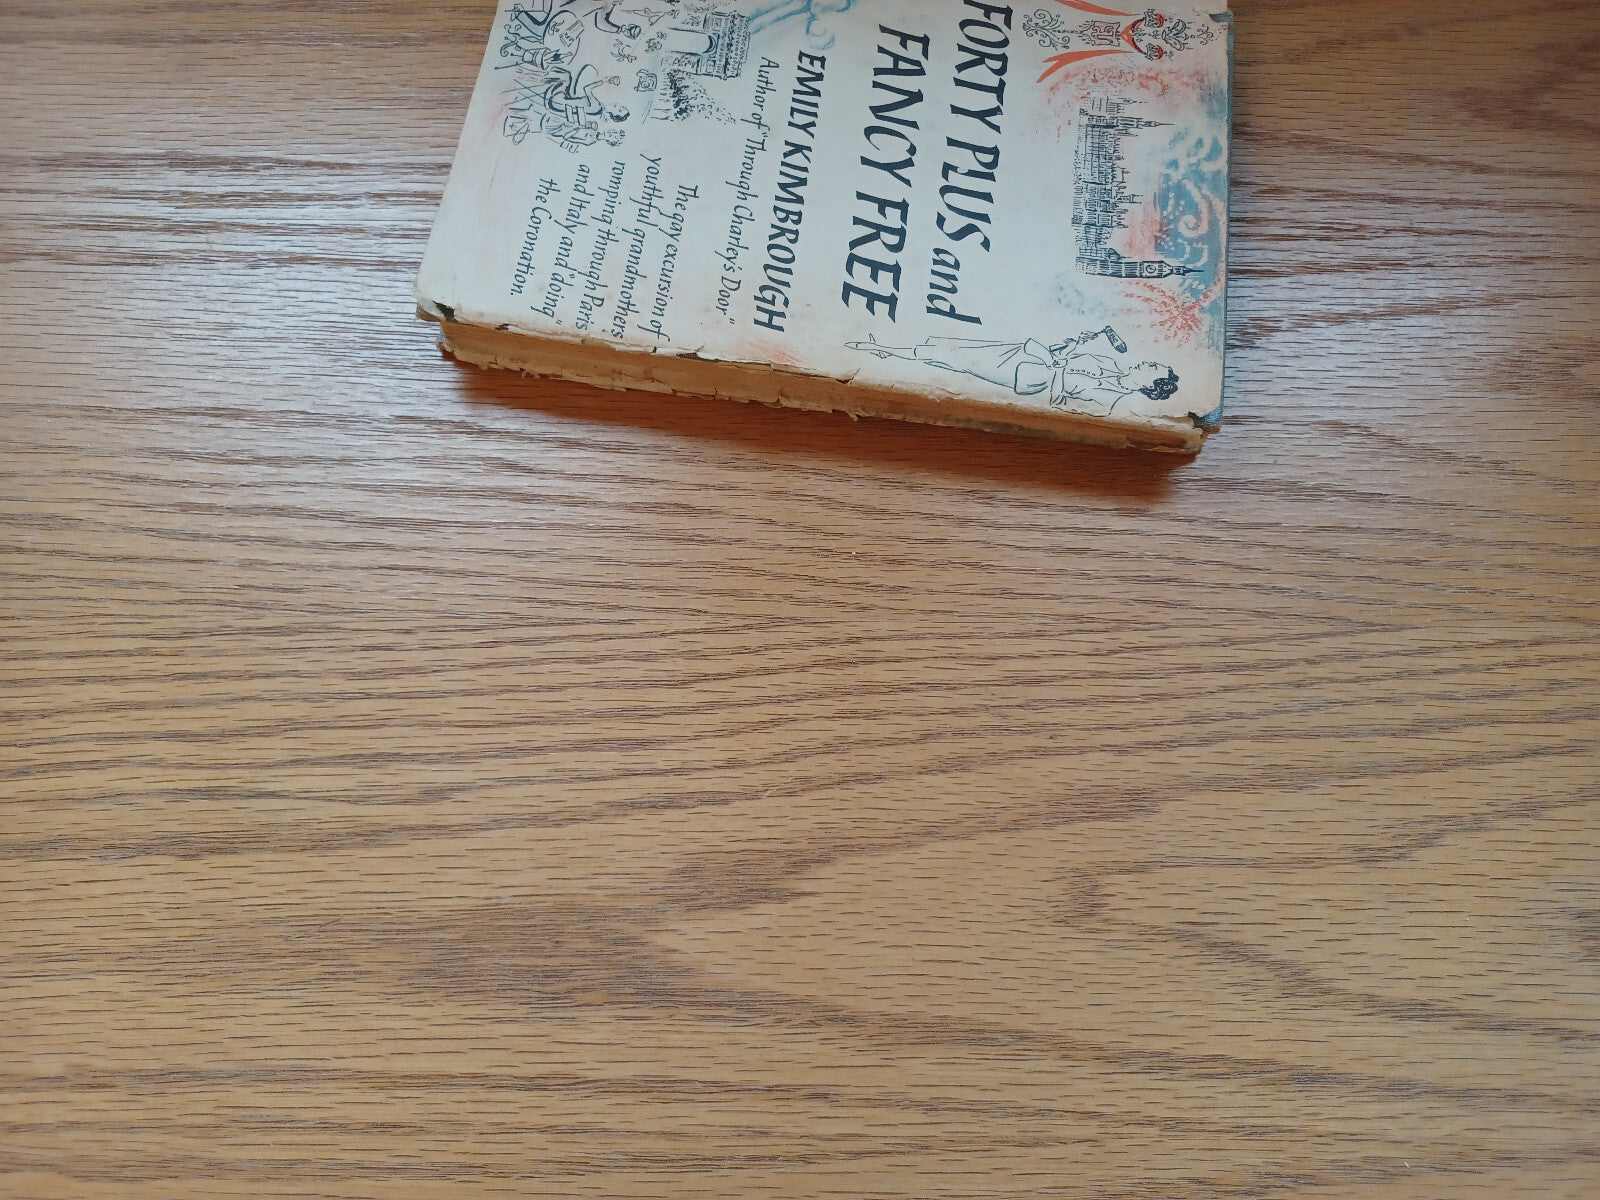 FORTY PLUS and
FANCY FREE
EMILY KIMBROUGH
Author of "Through Charley's Door"
The gay excursion of
youthful grandmothers
romping through Paris
and Italy and "doing"
the Coronation.